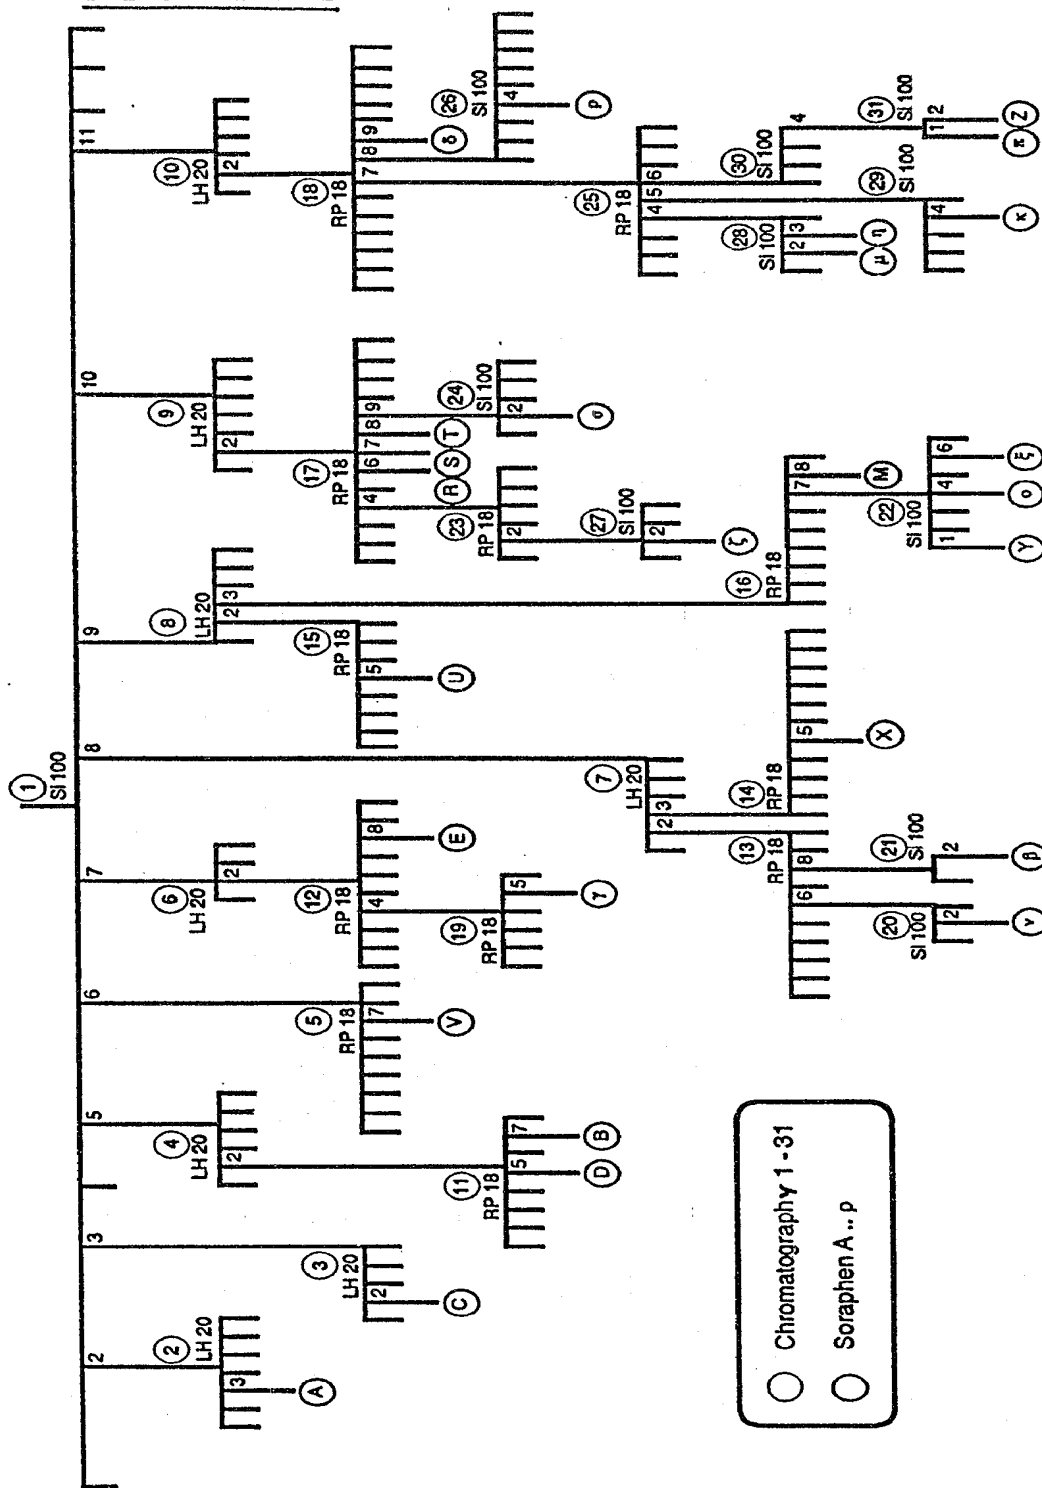 1
SI 100
2
3
5
6
7
8
9
10
11
2
LH 20
3
A
3
LH 20
2
C
4
LH 20
2
11
RP 18
5
7
D
B
5
RP 18
7
V
6
LH 20
2
12
RP 18
4
8
E
19
RP 18
5
γ
7
LH 20
2
3
13
RP 18
6
8
20
SI 100
2
ν
21
SI 100
2
β
14
RP 18
5
X
8
LH 20
2
3
15
RP 18
5
U
16
RP 18
7
8
M
22
SI 100
1
4
6
Y
o
ξ
9
LH 20
2
17
RP 18
4
6
7
8
9
R
S
T
23
RP 18
2
27
SI 100
2
ζ
24
SI 100
2
σ
10
LH 20
2
18
RP 18
7
8
9
δ
26
SI 100
4
ρ
25
RP 18
4
5
6
28
SI 100
2
3
μ
η
29
SI 100
4
κ
30
SI 100
4
31
SI 100
1
2
π
Z
Chromatography 1 - 31
Soraphen A .. ρ